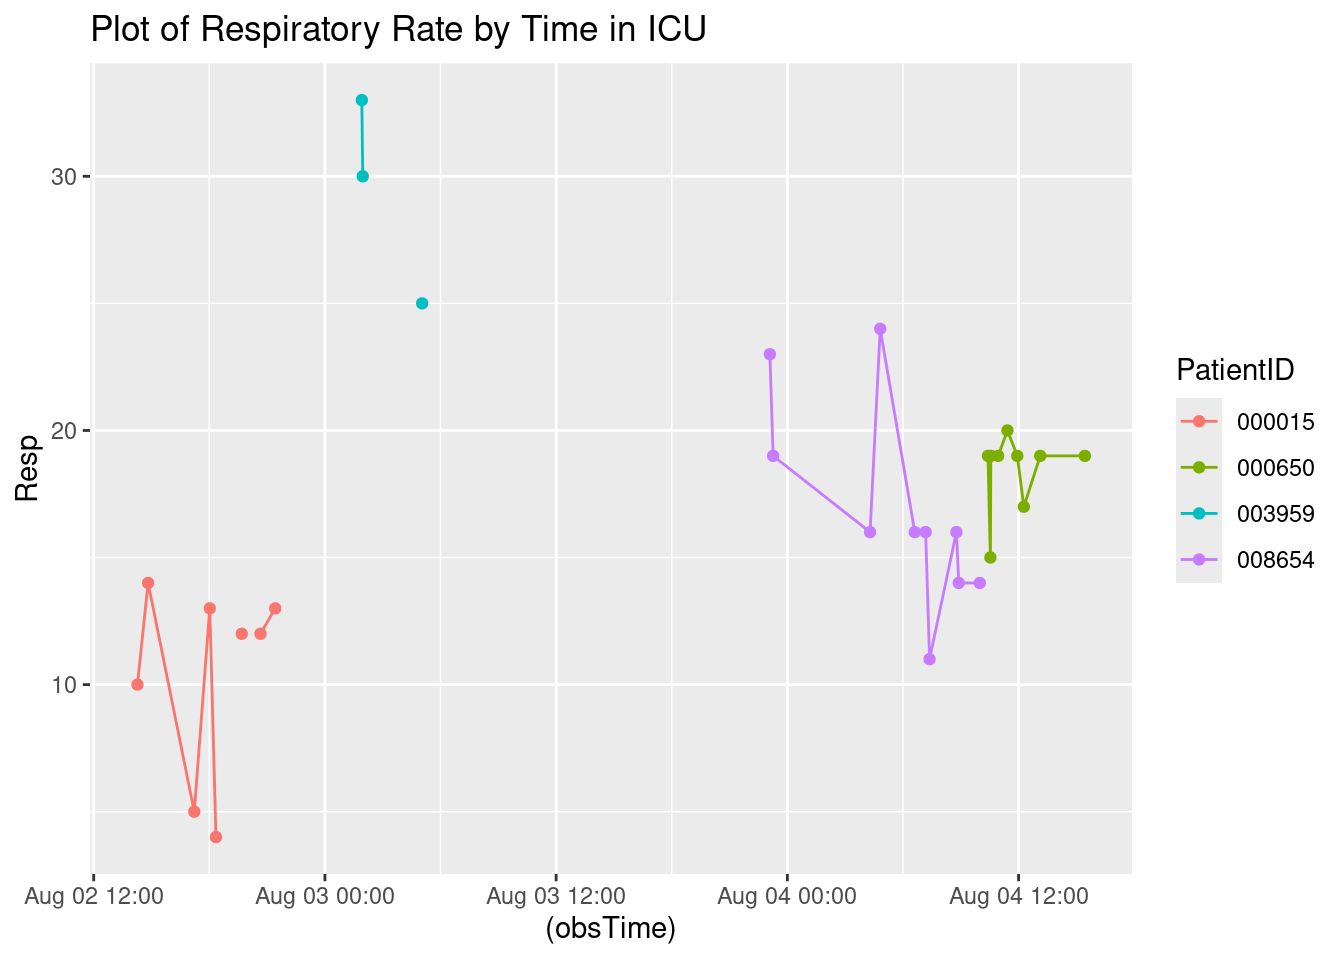 Plot of Respiratory Rate by Time in ICU
Resp
30
20
10
Aug 02 12:00 Aug 03 00:00 Aug 03 12:00 Aug 04 00:00 Aug 04 12:00
(obsTime)
PatientID
000015
000650
003959
008654